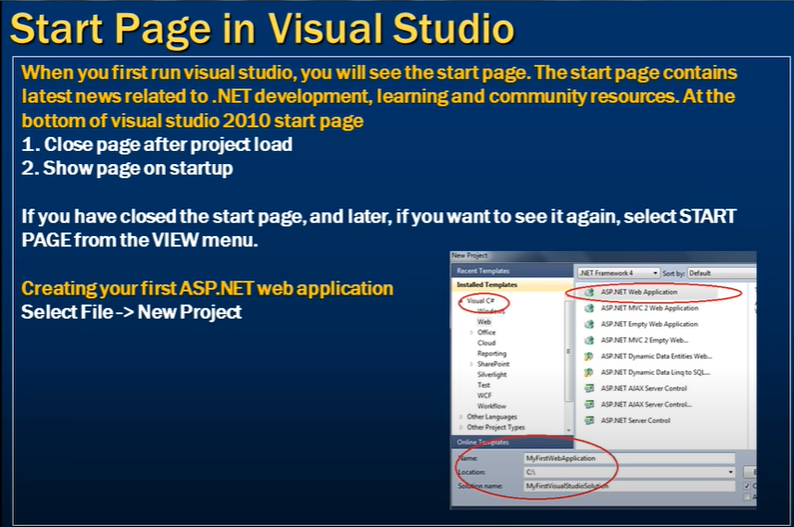 Start Page in Visual Studio
When you first run visual studio, you will see the start page. The start page contains
latest news related to .NET development, learning and community resources. At the
bottom of visual studio 2010 start page
1. Close page after project load
2. Show page on startup
If you have closed the start page, and later, if you want to see it again, select START
PAGE from the VIEW menu.
Creating your first ASP.NET web application
Select File -> New Project
New Project
Recent Templates
.NET Framework 4
Sort by: Default
Installed Templates
Visual C#
Windows
Web
Office
Cloud
Reporting
SharePoint
Silverlight
Test
WCF
Workflow
Other Languages
Other Project Types
Online Templates
ASP.NET Web Application
ASP.NET MVC 2 Web Application
ASP.NET Empty Web Application
ASP.NET MVC 2 Empty Web...
ASP.NET Dynamic Data Entities Web...
ASP.NET Dynamic Data Linq to SQL...
ASP.NET AJAX Server Control
ASP.NET AJAX Server Control...
ASP.NET Server Control
Name: MyFirstWebApplication
Location: C:\
Solution name: MyFirstVisualStudioSolution